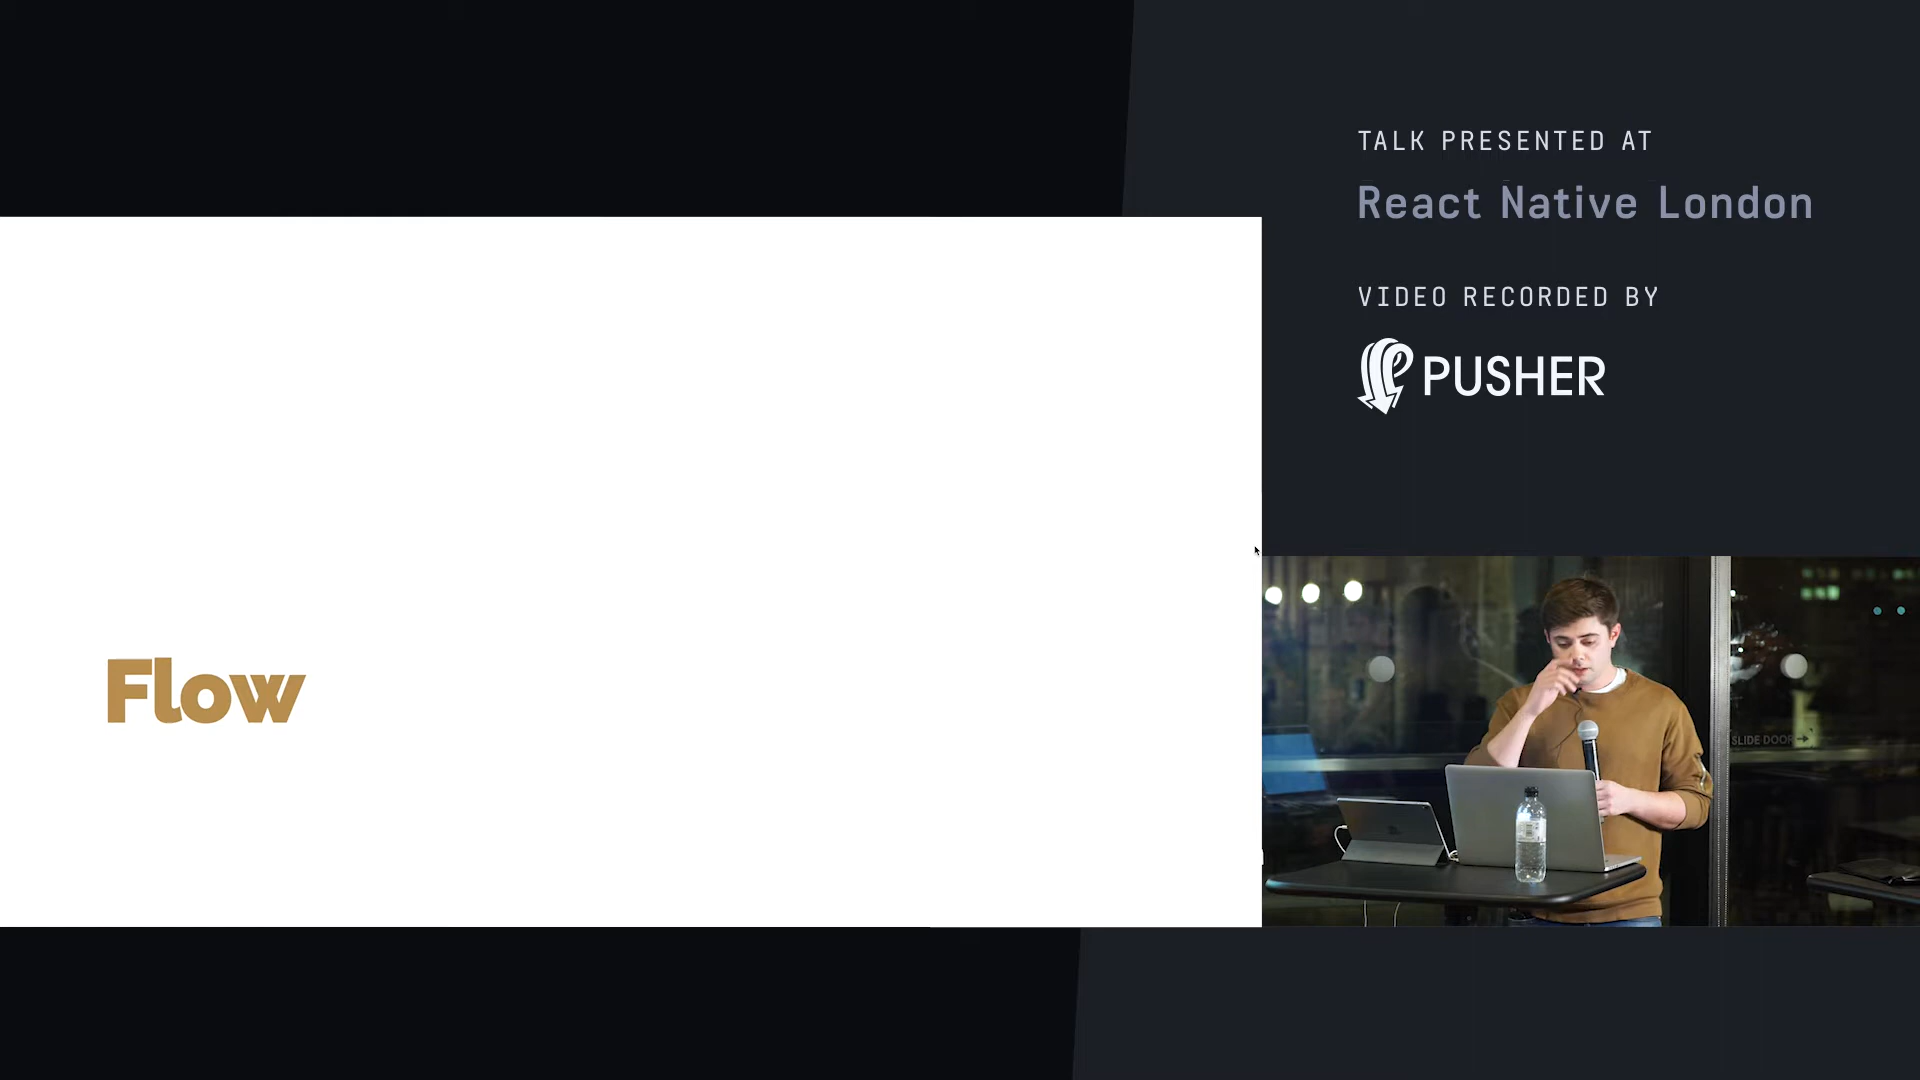 TALK PRESENTED AT
React Native London
VIDEO RECORDED BY
PUSHER
Flow
SLIDE DOOR